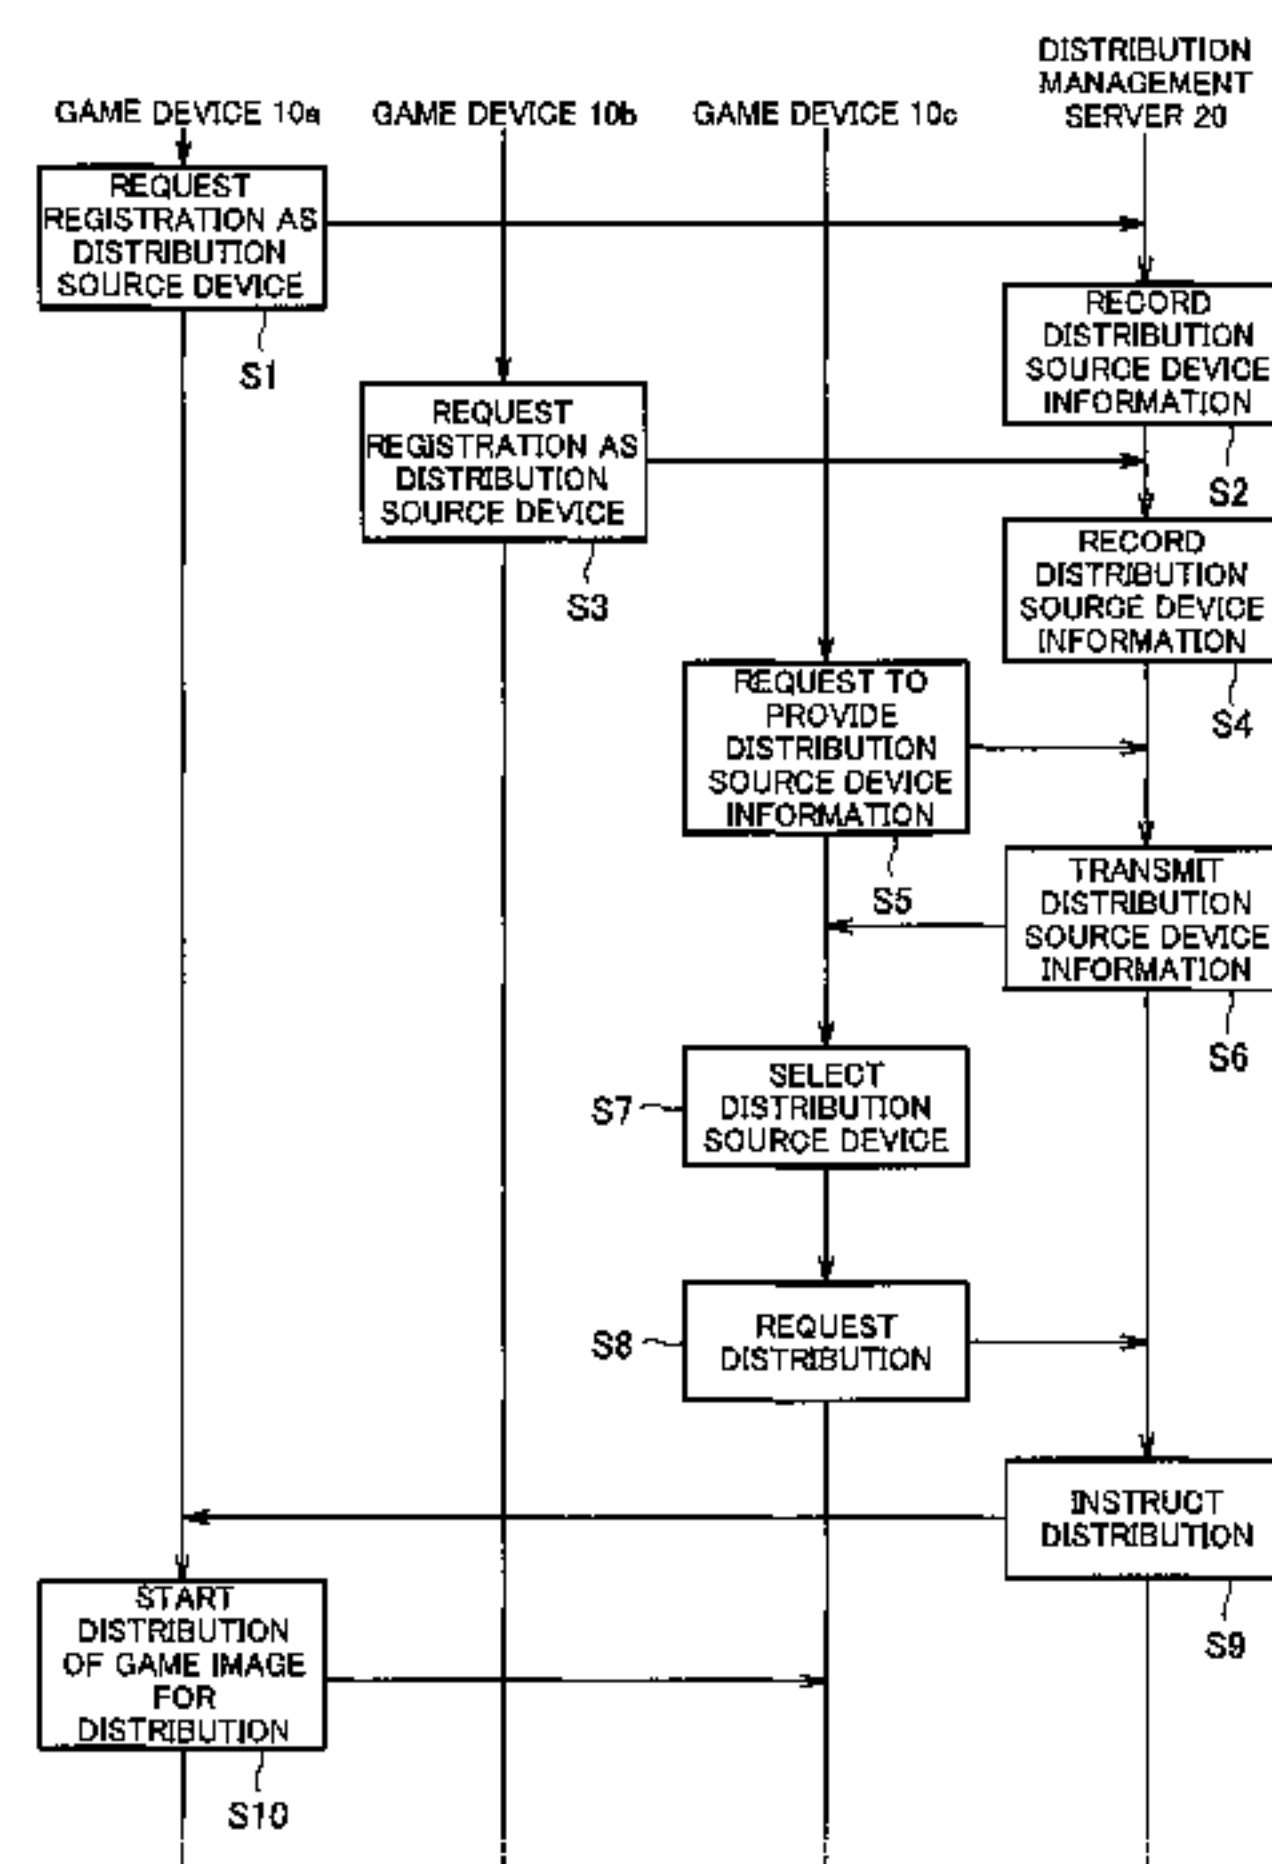 DISTRIBUTION
MANAGEMENT
SERVER 20
GAME DEVICE 10a
GAME DEVICE 10b
GAME DEVICE 10c
REQUEST
REGISTRATION AS
DISTRIBUTION
SOURCE DEVICE
S1
RECORD
DISTRIBUTION
SOURCE DEVICE
INFORMATION
S2
REQUEST
REGISTRATION AS
DISTRIBUTION
SOURCE DEVICE
S3
RECORD
DISTRIBUTION
SOURCE DEVICE
INFORMATION
S4
REQUEST TO
PROVIDE
DISTRIBUTION
SOURCE DEVICE
INFORMATION
S5
TRANSMIT
DISTRIBUTION
SOURCE DEVICE
INFORMATION
S6
SELECT
DISTRIBUTION
SOURCE DEVICE
S7
REQUEST
DISTRIBUTION
S8
INSTRUCT
DISTRIBUTION
S9
START
DISTRIBUTION
OF GAME IMAGE
FOR
DISTRIBUTION
S10